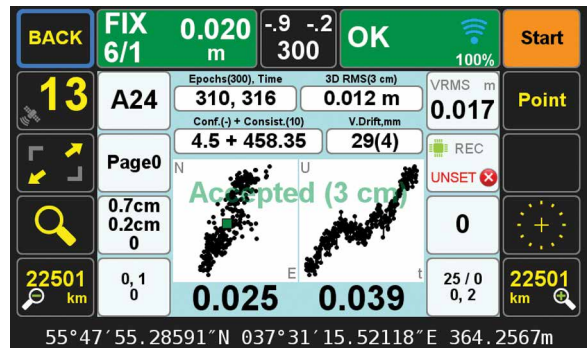 BACK
FIX 0.020
6/1 m
-.9 -.2
300
OK
100%
Start
13
A24
Epochs(300), Time
310, 316
3D RMS(3 cm)
0.012 m
VRMS m
0.017
Point
Conf.(-) + Consist.(10)
4.5 + 458.35
V.Drift,mm
29(4)
Page0
REC
UNSET
N
U
Accepted (3 cm)
0.7cm
0.2cm
0
0
22501
km
0, 1
0
E
t
0.025
0.039
25 / 0
0, 2
22501
km
55°47′55.28591″N 037°31′15.52118″E 364.2567m